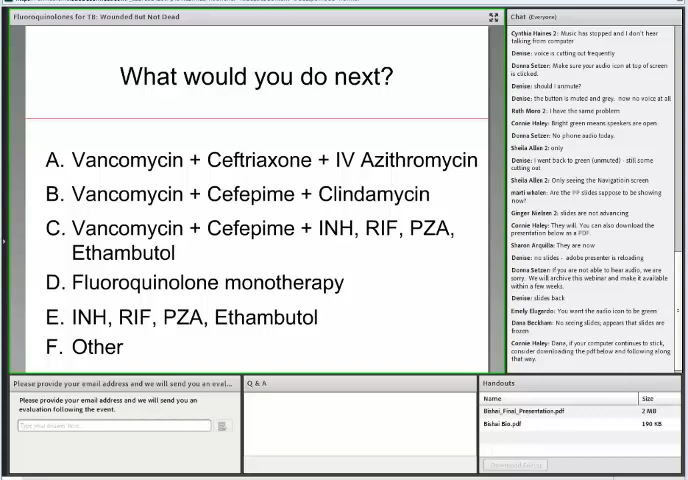 Fluoroquinolones for TB: Wounded But Not Dead
What would you do next?
A. Vancomycin + Ceftriaxone + IV Azithromycin
B. Vancomycin + Cefepime + Clindamycin
C. Vancomycin + Cefepime + INH, RIF, PZA,
Ethambutol
D. Fluoroquinolone monotherapy
E. INH, RIF, PZA, Ethambutol
F. Other
Chat (Everyone)
Cynthia Haines 2: Music has stopped and I don't hear
talking from computer
Denise: voice is cutting out frequently
Donna Setzer: Make sure your audio icon at top of screen
is clicked.
Denise: should I unmute?
Denise: the button is muted and grey. now no voice at all
Ruth Moro 2: I have the same problem
Connie Haley: Bright green means speakers are open
Donna Setzer: No phone audio today.
Sheila Allen 2: only
Denise: I went back to green (unmuted) - still some
cutting out
Sheila Allen 2: Only seeing the Navigation screen
marti whalen: Are the PP slides suppose to be showing
now?
Ginger Nielsen 2: slides are not advancing
Connie Haley: They will. You can also download the
presentation below as a PDF.
Sharon Arquilla: They are now
Denise: no slides - adobe presenter is reloading
Donna Setzer: If you are not able to hear audio, we are
sorry. We will archive this webinar and make it available
within a few weeks.
Denise: slides back
Emely Elugardo: You want the audio icon to be green
Dana Beckham: No seeing slides; appears that slides are
frozen
Connie Haley: Dana, if your computer continues to stick,
consider downloading the pdf below and following along
that way.
Please provide your email address and we will send you an eval...
Please provide your email address and we will send you an
evaluation following the event.
Type your answer here...
Q & A
Handouts
Name Size
Bishai_Final_Presentation.pdf 2 MB
Bishai Bio.pdf 190 KB